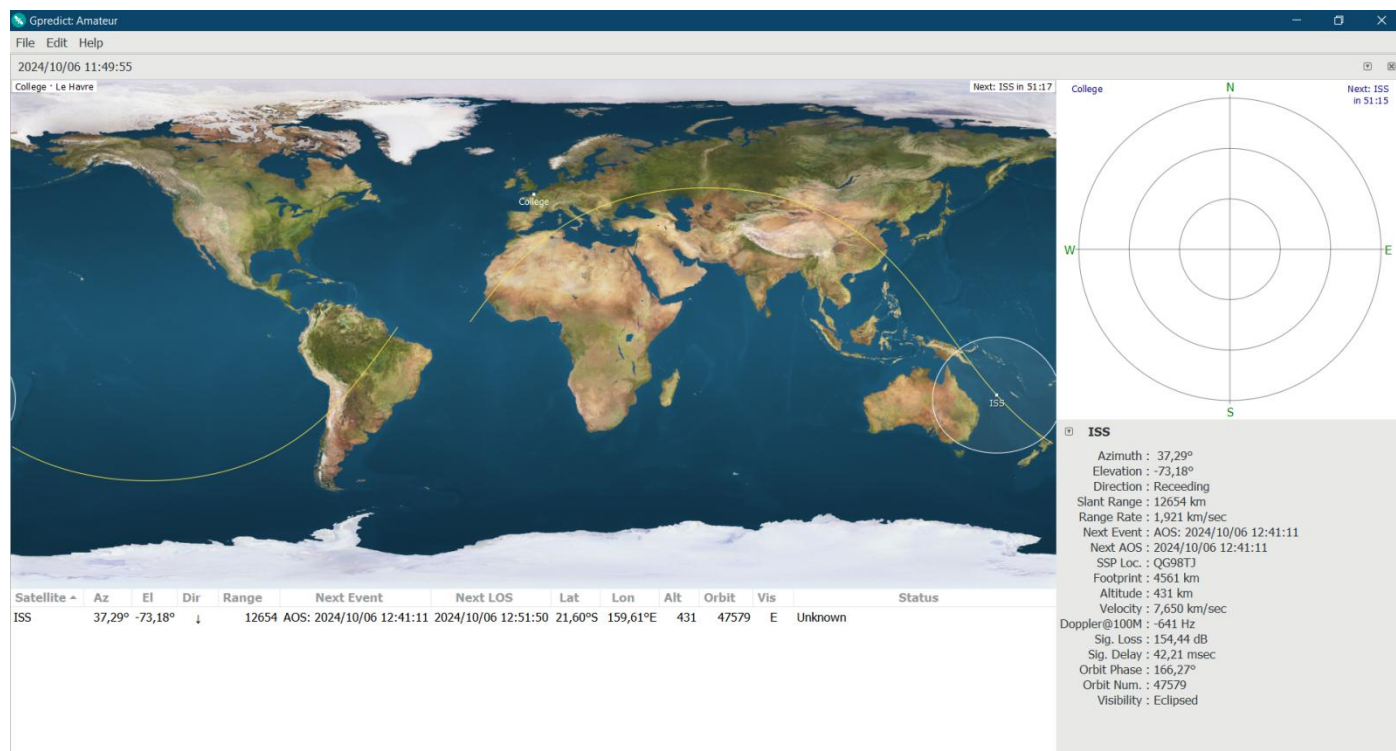 Gpredict: Amateur
File Edit Help
2024/10/06 11:49:55
College · Le Havre
Next: ISS in 51:17
College
ISS
College
N
Next: ISS
in 51:15
W
E
S
ISS
Azimuth : 37,29°
Elevation : -73,18°
Direction : Receeding
Slant Range : 12654 km
Range Rate : 1,921 km/sec
Next Event : AOS: 2024/10/06 12:41:11
Next AOS : 2024/10/06 12:41:11
SSP Loc. : QG98TJ
Footprint : 4561 km
Altitude : 431 km
Velocity : 7,650 km/sec
Doppler@100M : -641 Hz
Sig. Loss : 154,44 dB
Sig. Delay : 42,21 msec
Orbit Phase : 166,27°
Orbit Num. : 47579
Visibility : Eclipsed
Satellite Az El Dir Range Next Event Next LOS Lat Lon Alt Orbit Vis Status
ISS 37,29° -73,18° ↓ 12654 AOS: 2024/10/06 12:41:11 2024/10/06 12:51:50 21,60°S 159,61°E 431 47579 E Unknown